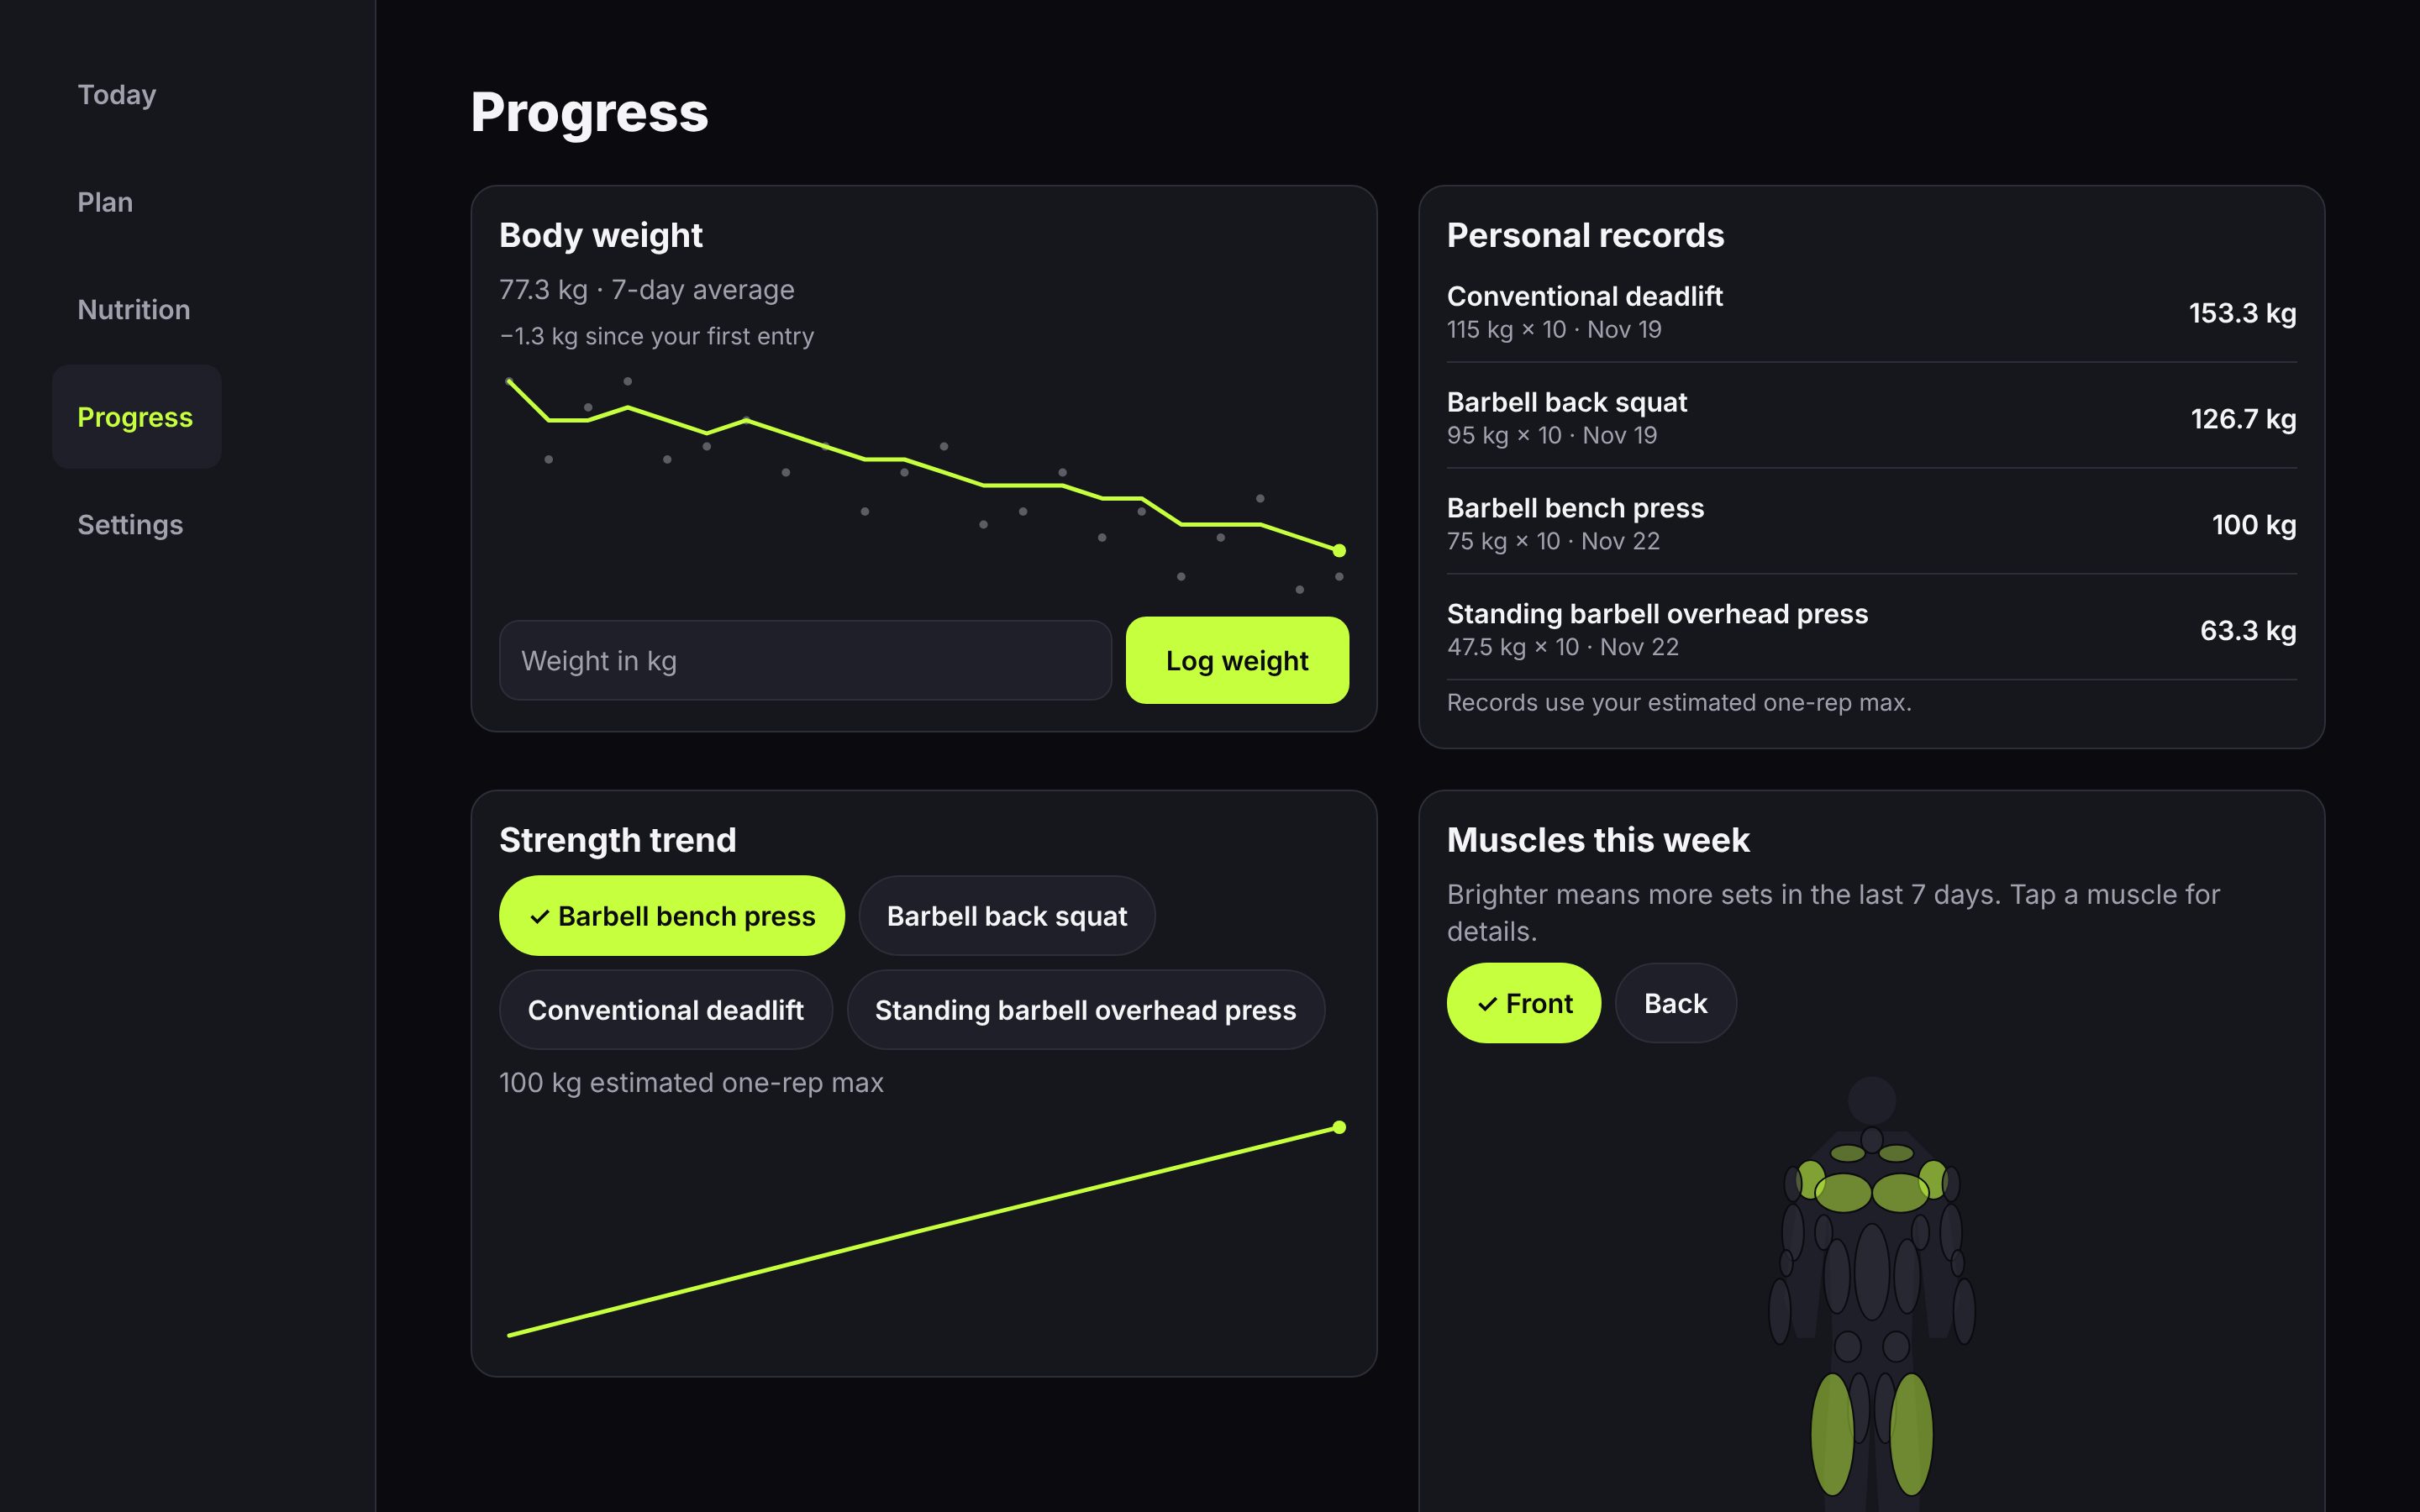 Today
Plan
Nutrition
Progress
Settings
Progress
Body weight
77.3 kg · 7-day average
−1.3 kg since your first entry
Weight in kg
Log weight
Personal records
Conventional deadlift
115 kg × 10 · Nov 19
153.3 kg
Barbell back squat
95 kg × 10 · Nov 19
126.7 kg
Barbell bench press
75 kg × 10 · Nov 22
100 kg
Standing barbell overhead press
47.5 kg × 10 · Nov 22
63.3 kg
Records use your estimated one-rep max.
Strength trend
✓ Barbell bench press
Barbell back squat
Conventional deadlift
Standing barbell overhead press
100 kg estimated one-rep max
Muscles this week
Brighter means more sets in the last 7 days. Tap a muscle for
details.
✓ Front
Back